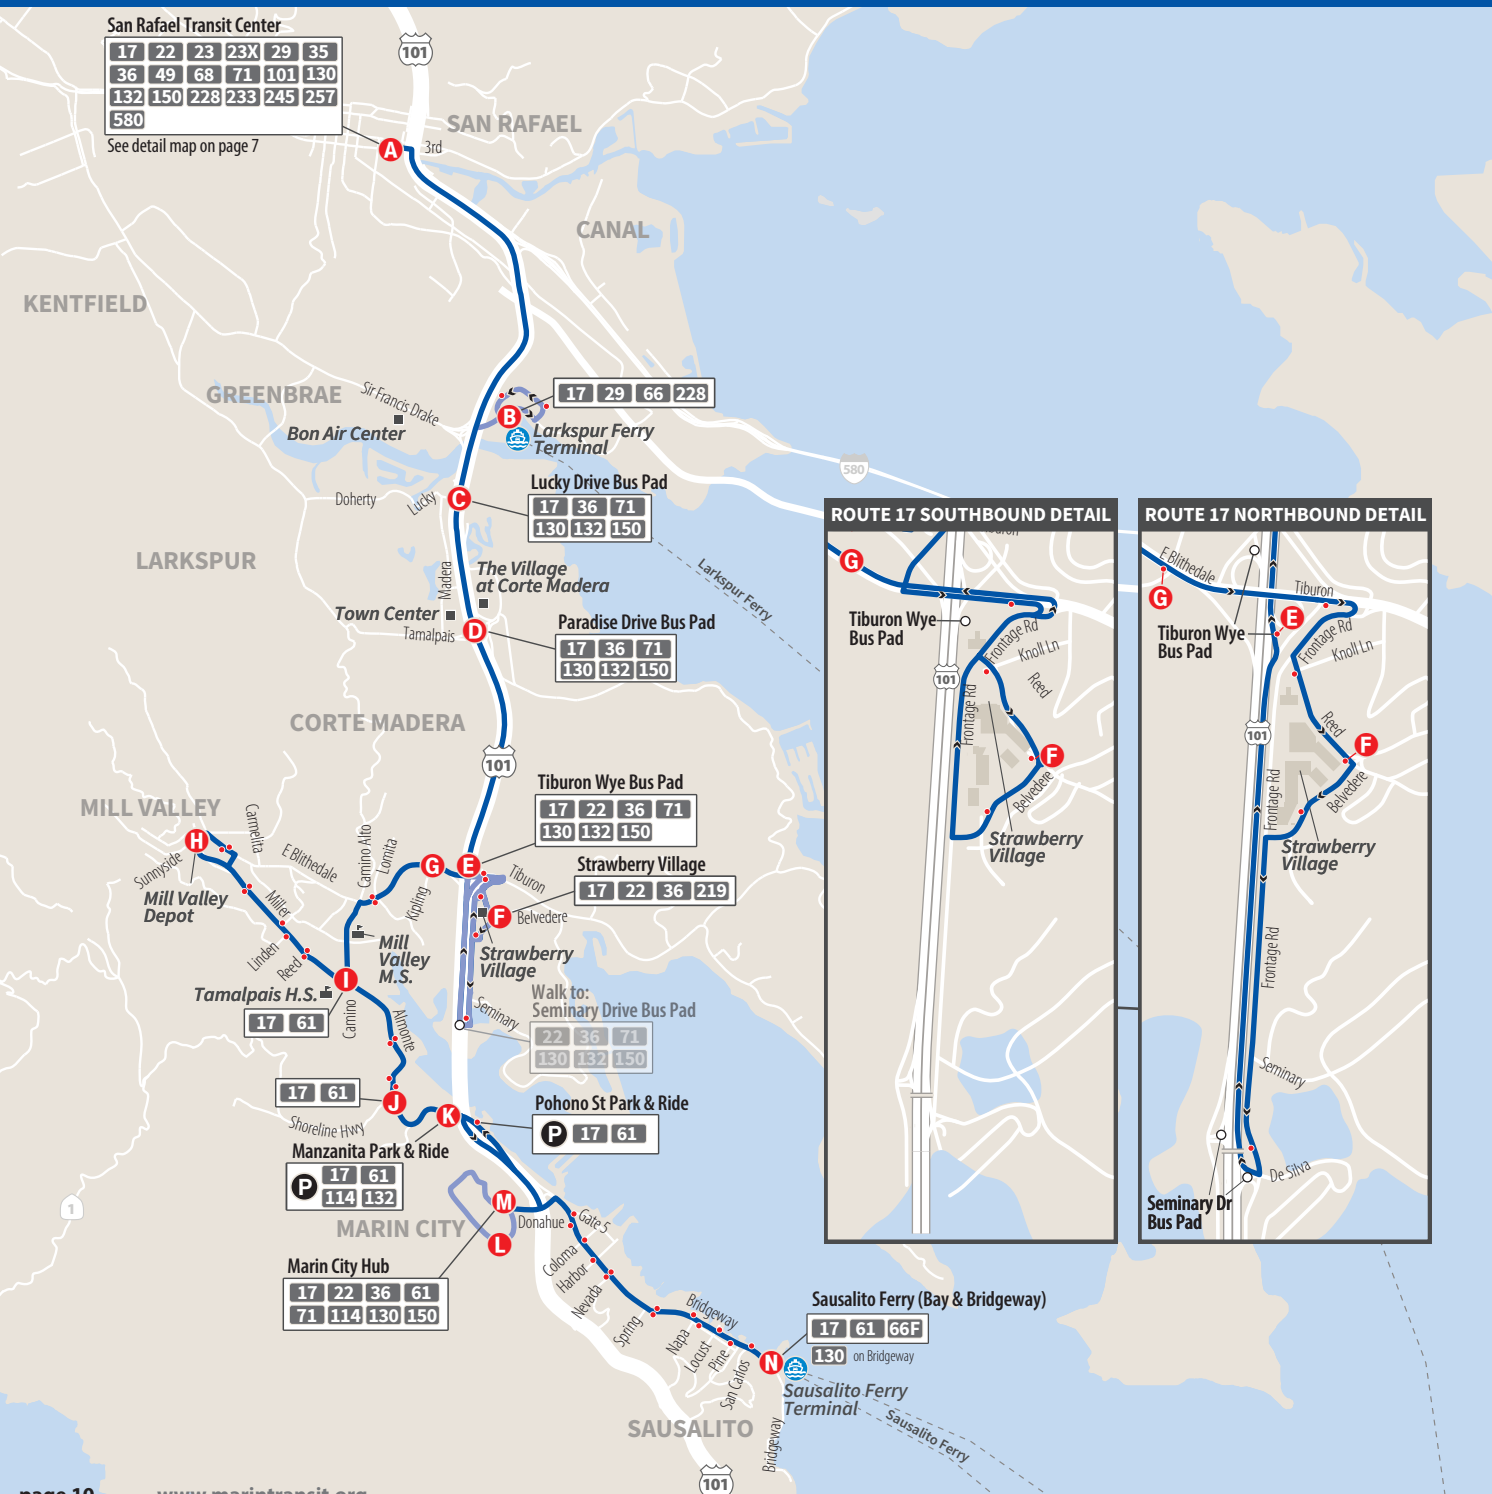 San Rafael Transit Center
17 22 23 23X 29 35
36 49 68 71 101 130
132 150 228 233 245 257
580
See detail map on page 7
101
SAN RAFAEL
A
3rd
CANAL
KENTFIELD
GREENBRAE
Sir Francis Drake
Bon Air Center
17 29 66 228
B
Larkspur Ferry
Terminal
580
Doherty
Lucky
C
Lucky Drive Bus Pad
17 36 71
130 132 150
Larkspur Ferry
LARKSPUR
Madera
The Village
at Corte Madera
Town Center
Tamalpais
D
Paradise Drive Bus Pad
17 36 71
130 132 150
CORTE MADERA
101
Tiburon Wye Bus Pad
17 22 36 71
130 132 150
MILL VALLEY
H
Carmelita
Sunnyside
Mill Valley
Depot
E Blithedale
Camino Alto
Lomita
G
E
Kipling
Tiburon
Strawberry Village
17 22 36 219
F
Belvedere
Strawberry
Village
Miller
Linden
Reed
Mill
Valley
M.S.
Tamalpais H.S.
I
17 61
Camino
Almonte
Seminary
Walk to:
Seminary Drive Bus Pad
22 36 71
130 132 150
17 61
J
Shoreline Hwy
K
Pohono St Park & Ride
P 17 61
Manzanita Park & Ride
P 17 61
114 132
1
MARIN CITY
M
L
Donahue
Gate 5
Coloma
Harbor
Nevada
Marin City Hub
17 22 36 61
71 114 130 150
Spring
Bridgeway
Napa
Locust
Pine
San Carlos
N
Sausalito Ferry (Bay & Bridgeway)
17 61 66F
130 on Bridgeway
Sausalito Ferry
Terminal
Sausalito Ferry
Bridgeway
SAUSALITO
101
ROUTE 17 SOUTHBOUND DETAIL
G
Tiburon Wye
Bus Pad
101
Frontage Rd
Knoll Ln
Reed
Frontage Rd
F
Belvedere
Strawberry
Village
ROUTE 17 NORTHBOUND DETAIL
E Blithedale
G
Tiburon
E
Tiburon Wye
Bus Pad
Frontage Rd
Knoll Ln
Reed
101
F
Frontage Rd
Belvedere
Strawberry
Village
Frontage Rd
Seminary
De Silva
Seminary Dr
Bus Pad
page 10
www.marintransit.org